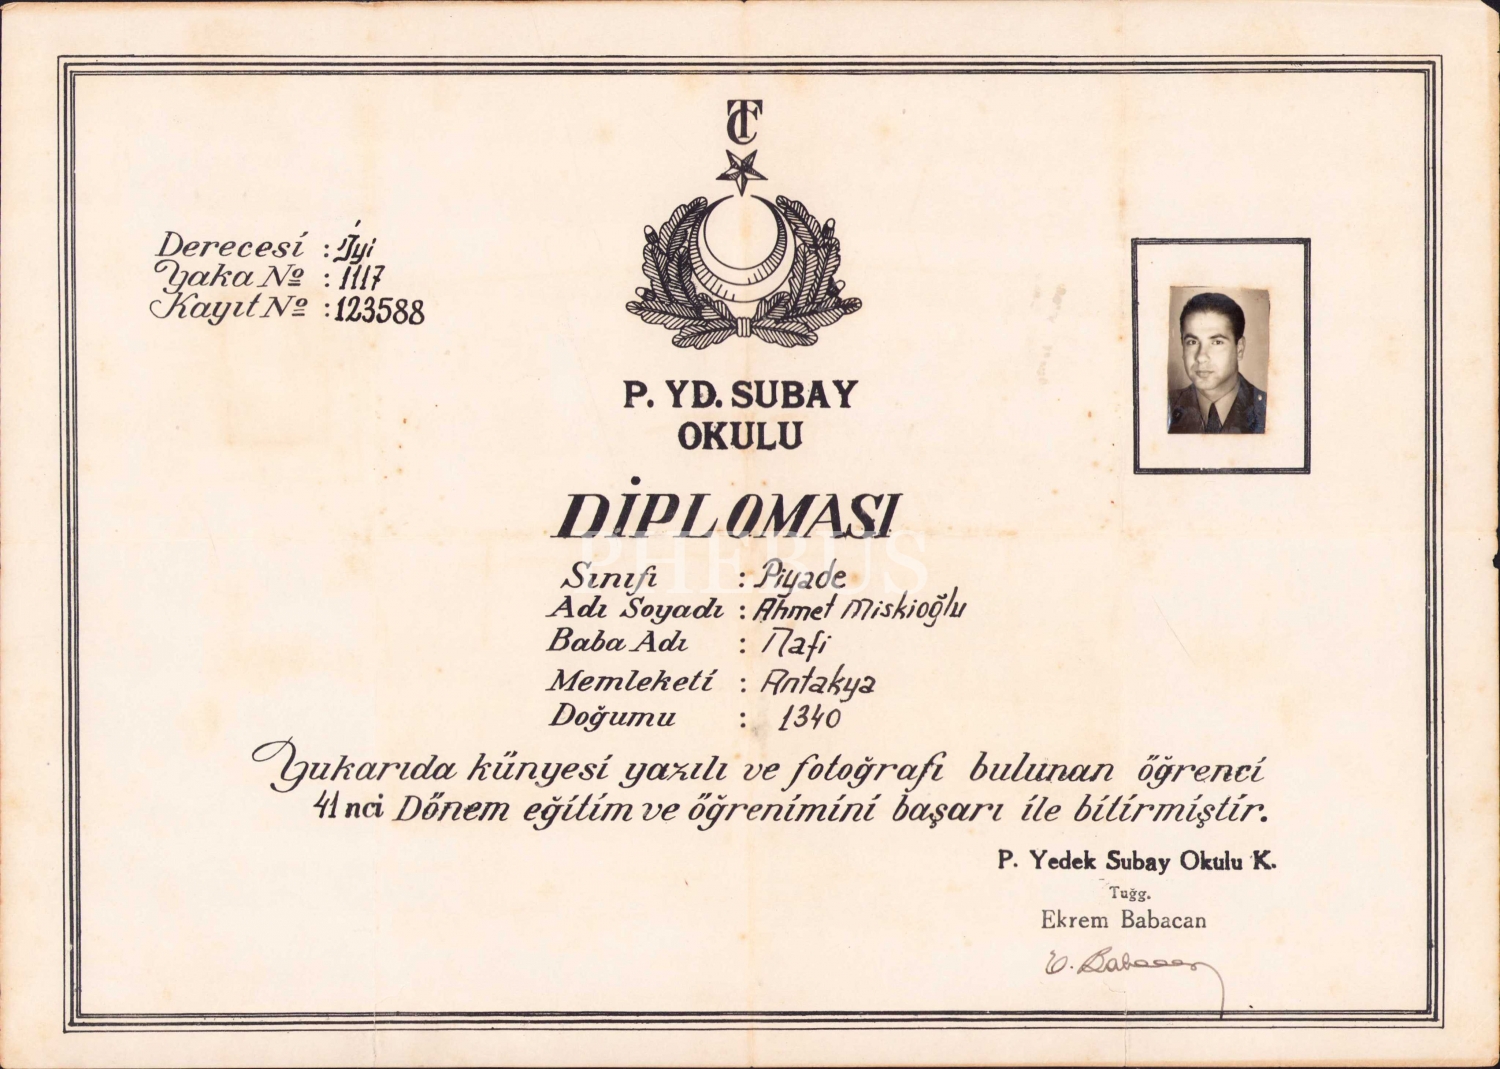 TC
Derecesi : İyi
Yaka No : 1117
Kayıt No : 123588
P. YD. SUBAY
OKULU
DİPLOMASI
PHEBUS
Sınıfı : Piyade
Adı Soyadı : Ahmet Miskioğlu
Baba Adı : Nafi
Memleketi : Antakya
Doğumu : 1340
Yukarıda künyesi yazılı ve fotoğrafı bulunan öğrenci
41 nci Dönem eğitim ve öğrenimini başarı ile bitirmiştir.
P. Yedek Subay Okulu K.
Tuğg.
Ekrem Babacan
E. Babacan